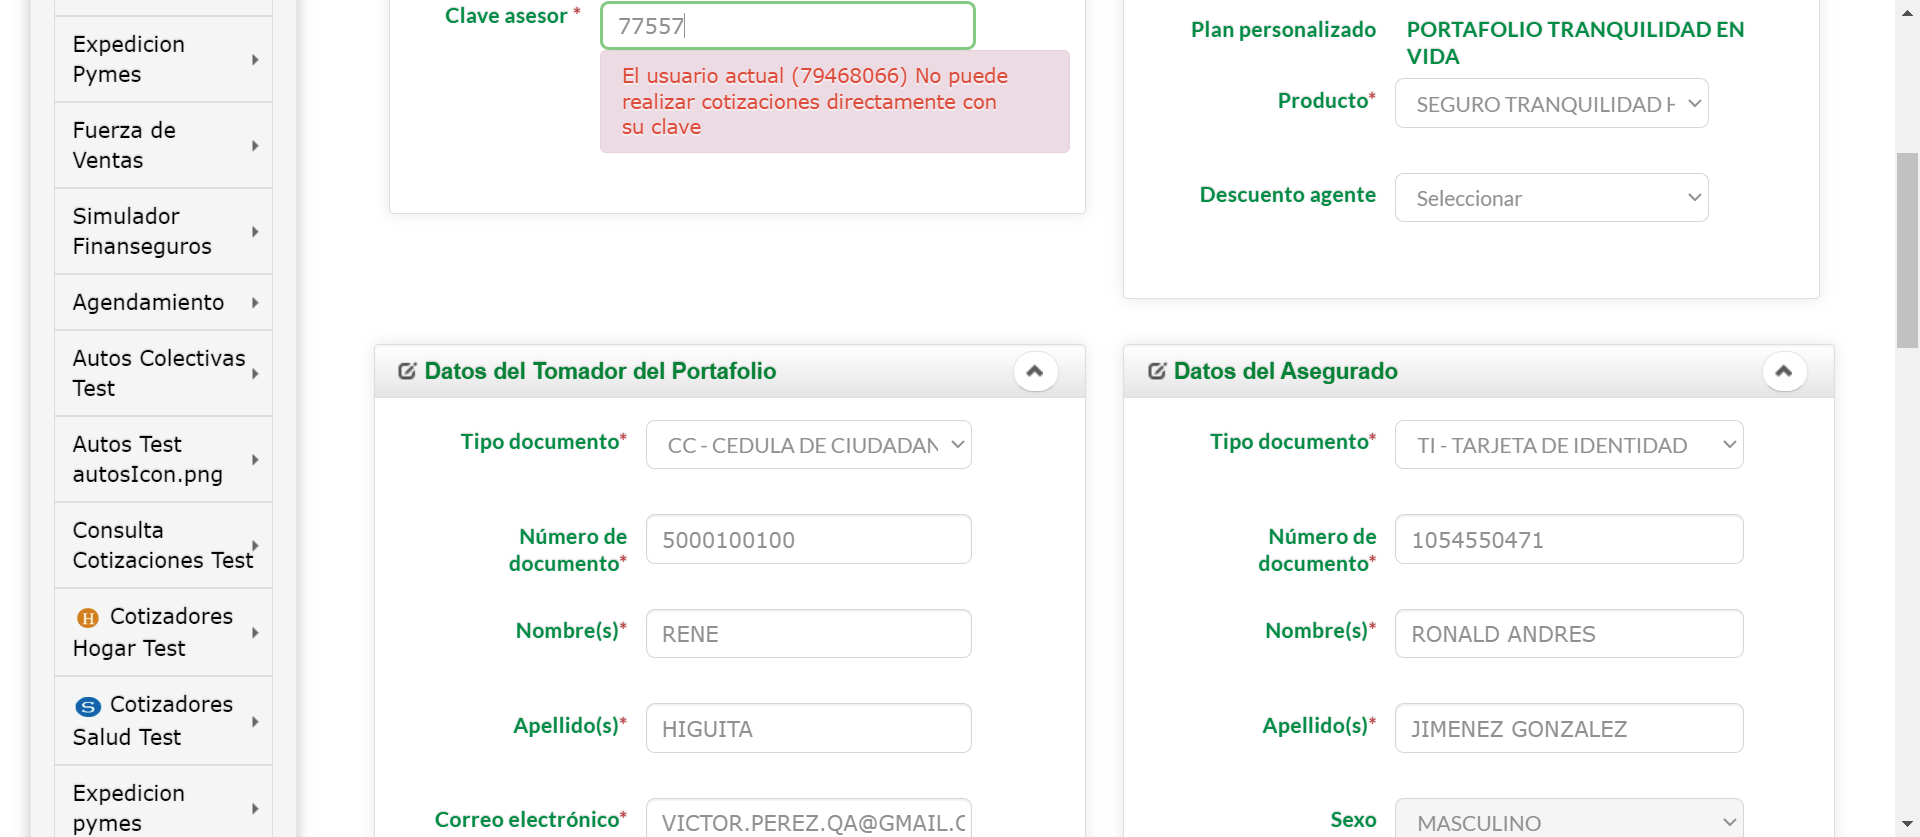 Expedicion
Pymes
Fuerza de
Ventas
Simulador
Finanseguros
Agendamiento
Autos Colectivas
Test
Autos Test
autosIcon.png
Consulta
Cotizaciones Test
H Cotizadores
Hogar Test
S Cotizadores
Salud Test
Expedicion
pymes
Clave asesor * 77557
El usuario actual (79468066) No puede
realizar cotizaciones directamente con
su clave
Plan personalizado PORTAFOLIO TRANQUILIDAD EN
VIDA
Producto* SEGURO TRANQUILIDAD H
Descuento agente Seleccionar
Datos del Tomador del Portafolio
Tipo documento* CC - CEDULA DE CIUDADAN
Número de
documento* 5000100100
Nombre(s)* RENE
Apellido(s)* HIGUITA
Correo electrónico* VICTOR.PEREZ.QA@GMAIL.C
Datos del Asegurado
Tipo documento* TI - TARJETA DE IDENTIDAD
Número de
documento* 1054550471
Nombre(s)* RONALD ANDRES
Apellido(s)* JIMENEZ GONZALEZ
Sexo MASCULINO